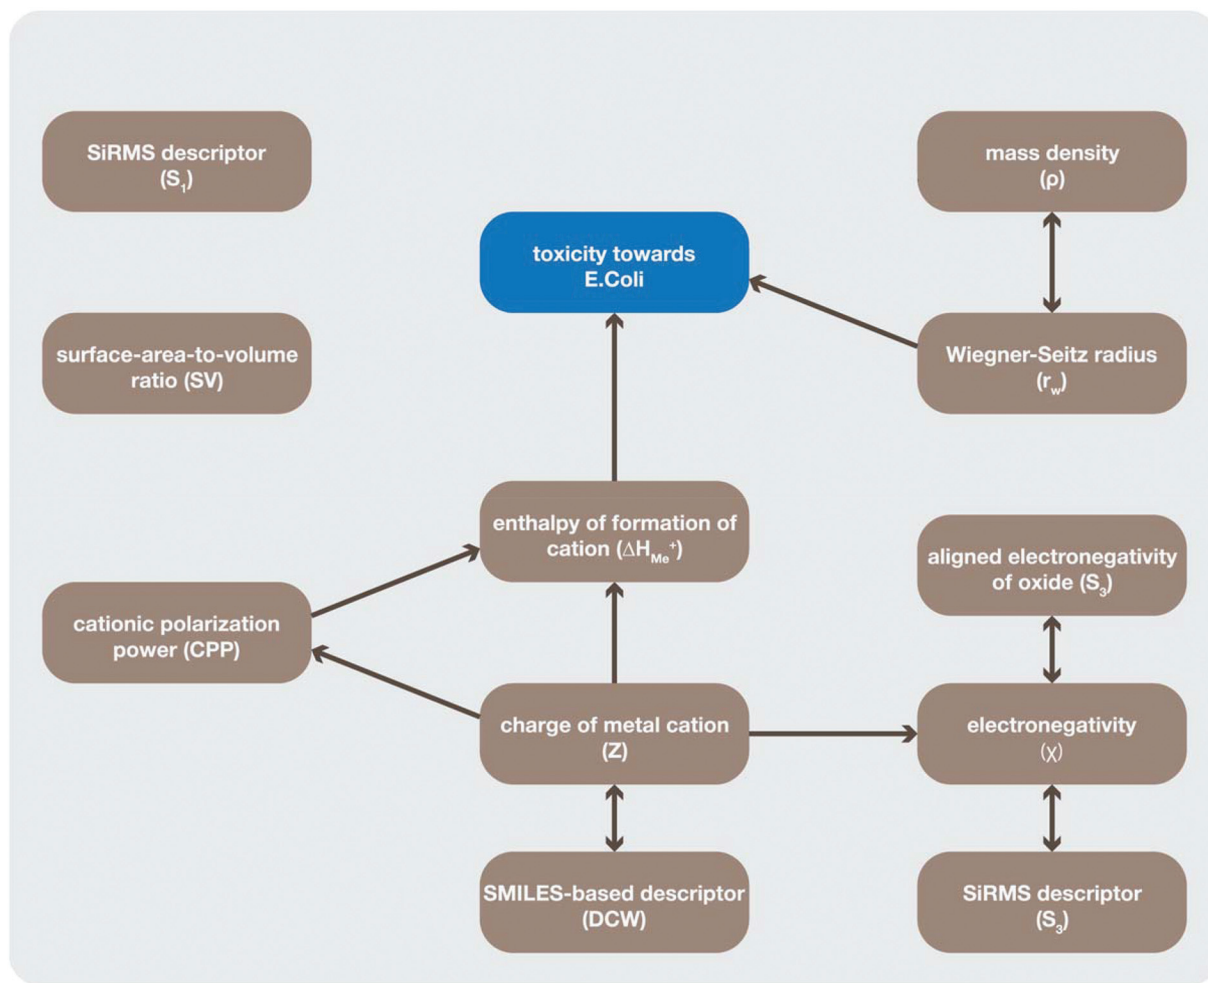 SiRMS descriptor
(S₁)
mass density
(ρ)
toxicity towards
E.Coli
surface-area-to-volume
ratio (SV)
Wiegner-Seitz radius
(r_w)
enthalpy of formation of
cation (ΔH_Me⁺)
aligned electronegativity
of oxide (S₃)
cationic polarization
power (CPP)
charge of metal cation
(Z)
electronegativity
(χ)
SMILES-based descriptor
(DCW)
SiRMS descriptor
(S₃)